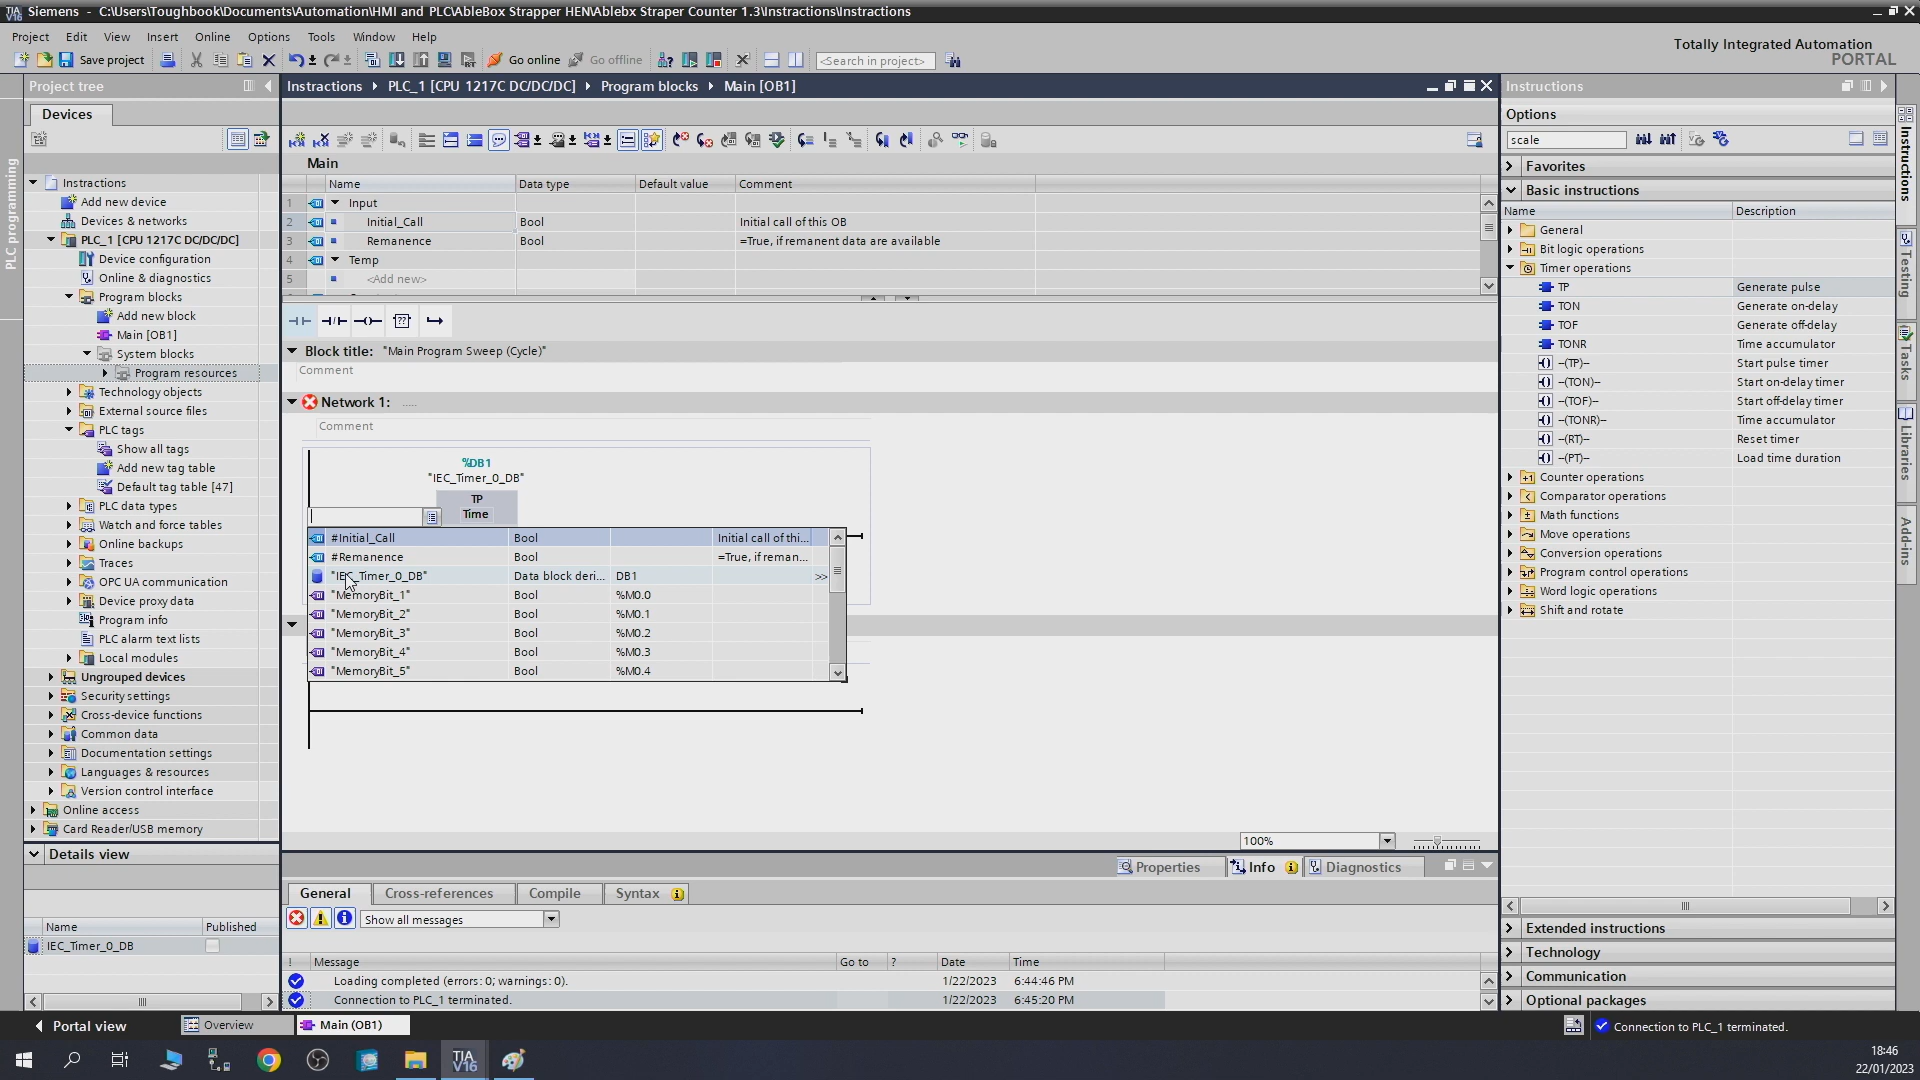 Siemens - C:\Users\Toughbook\Documents\Automation\HMI and PLC\AbleBox Strapper HEN\Ablebx Straper Counter 1.3\Instractions\Instractions
Project Edit View Insert Online Options Tools Window Help
Totally Integrated Automation
PORTAL
Save project
Go online
Go offline
<Search in project>
Project tree
Instractions PLC_1 [CPU 1217C DC/DC/DC] Program blocks Main [OB1]
Devices
PLC programming
Instractions
Add new device
Devices & networks
PLC_1 [CPU 1217C DC/DC/DC]
Device configuration
Online & diagnostics
Program blocks
Add new block
Main [OB1]
System blocks
Program resources
Technology objects
External source files
PLC tags
Show all tags
Add new tag table
Default tag table [47]
PLC data types
Watch and force tables
Online backups
Traces
OPC UA communication
Device proxy data
Program info
PLC alarm text lists
Local modules
Ungrouped devices
Security settings
Cross-device functions
Common data
Documentation settings
Languages & resources
Version control interface
Online access
Card Reader/USB memory
Details view
Name Published
IEC_Timer_0_DB
Main
Name Data type Default value Comment
1 Input
2 Initial_Call Bool Initial call of this OB
3 Remanence Bool =True, if remanent data are available
4 Temp
5 <Add new>
Block title: "Main Program Sweep (Cycle)"
Comment
Network 1: .....
Comment
%DB1
"IEC_Timer_0_DB"
TP
Time
#Initial_Call Bool Initial call of thi...
#Remanence Bool =True, if reman...
"IEC_Timer_0_DB" Data block deri... DB1 >>
"MemoryBit_1" Bool %M0.0
"MemoryBit_2" Bool %M0.1
"MemoryBit_3" Bool %M0.2
"MemoryBit_4" Bool %M0.3
"MemoryBit_5" Bool %M0.4
100%
Properties Info Diagnostics
General Cross-references Compile Syntax
Show all messages
! Message Go to ? Date Time
Loading completed (errors: 0; warnings: 0). 1/22/2023 6:44:46 PM
Connection to PLC_1 terminated. 1/22/2023 6:45:20 PM
Instructions
Options
scale
Favorites
Basic instructions
Name Description
General
Bit logic operations
Timer operations
TP Generate pulse
TON Generate on-delay
TOF Generate off-delay
TONR Time accumulator
-(TP)- Start pulse timer
-(TON)- Start on-delay timer
-(TOF)- Start off-delay timer
-(TONR)- Time accumulator
-(RT)- Reset timer
-(PT)- Load time duration
Counter operations
Comparator operations
Math functions
Move operations
Conversion operations
Program control operations
Word logic operations
Shift and rotate
Extended instructions
Technology
Communication
Optional packages
Instructions
Testing
Tasks
Libraries
Add-ins
Portal view Overview Main (OB1) Connection to PLC_1 terminated.
TIA
V16
18:46
22/01/2023